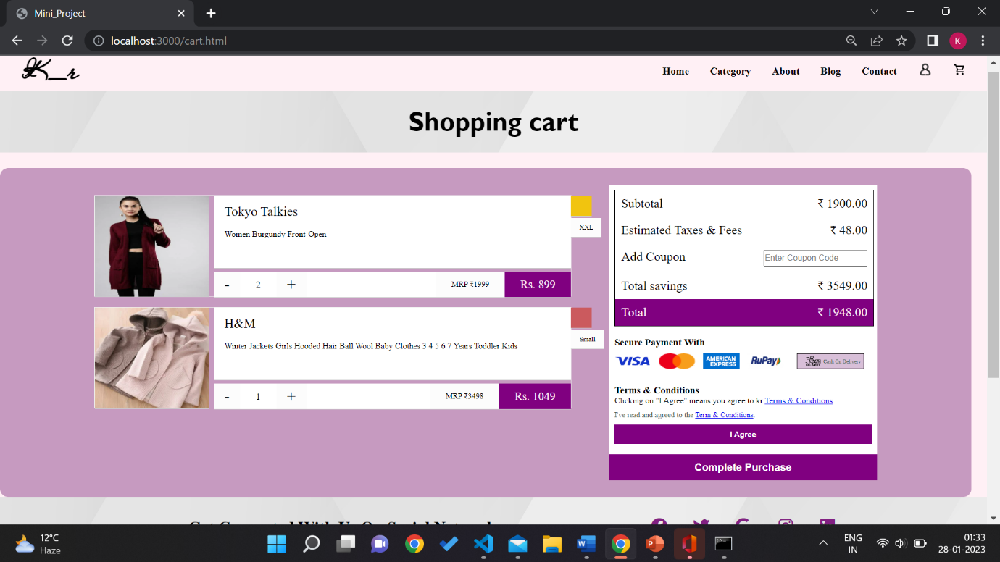 Mini_Project
localhost:3000/cart.html
K
K_r
Home Category About Blog Contact
Shopping cart
Tokyo Talkies
Women Burgundy Front-Open
XXL
- 2 + MRP ₹1999 Rs. 899
H&M
Winter Jackets Girls Hooded Hair Ball Wool Baby Clothes 3 4 5 6 7 Years Toddler Kids
Small
- 1 + MRP ₹3498 Rs. 1049
Subtotal ₹ 1900.00
Estimated Taxes & Fees ₹ 48.00
Add Coupon Enter Coupon Code
Total savings ₹ 3549.00
Total ₹ 1948.00
Secure Payment With
VISA AMERICAN EXPRESS RuPay Cash On Delivery
Terms & Conditions
Clicking on "I Agree" means you agree to kr Terms & Conditions.
I've read and agreed to the Term & Conditions.
I Agree
Complete Purchase
12°C
Haze
ENG
IN
01:33
28-01-2023